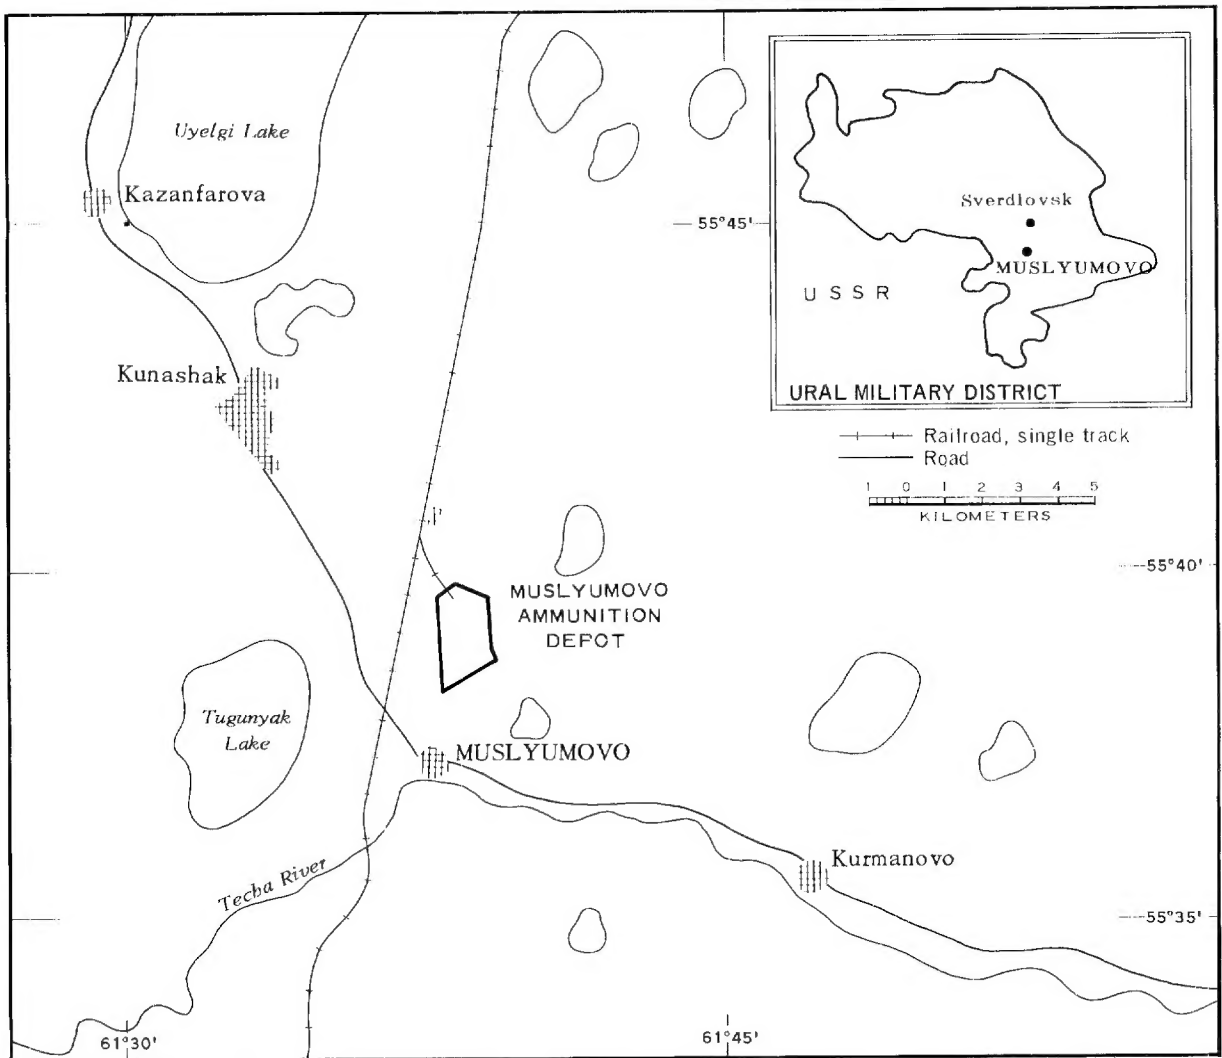 Uyelgi Lake
Kazanfarova
55°45'
Sverdlovsk
MUSLYUMOVO
USSR
URAL MILITARY DISTRICT
Kunashak
Railroad, single track
Road
1 0 1 2 3 4 5
KILOMETERS
55°40'
MUSLYUMOVO
AMMUNITION
DEPOT
Tugunyak
Lake
MUSLYUMOVO
Kurmanovo
Techa River
55°35'
61°30'
61°45'